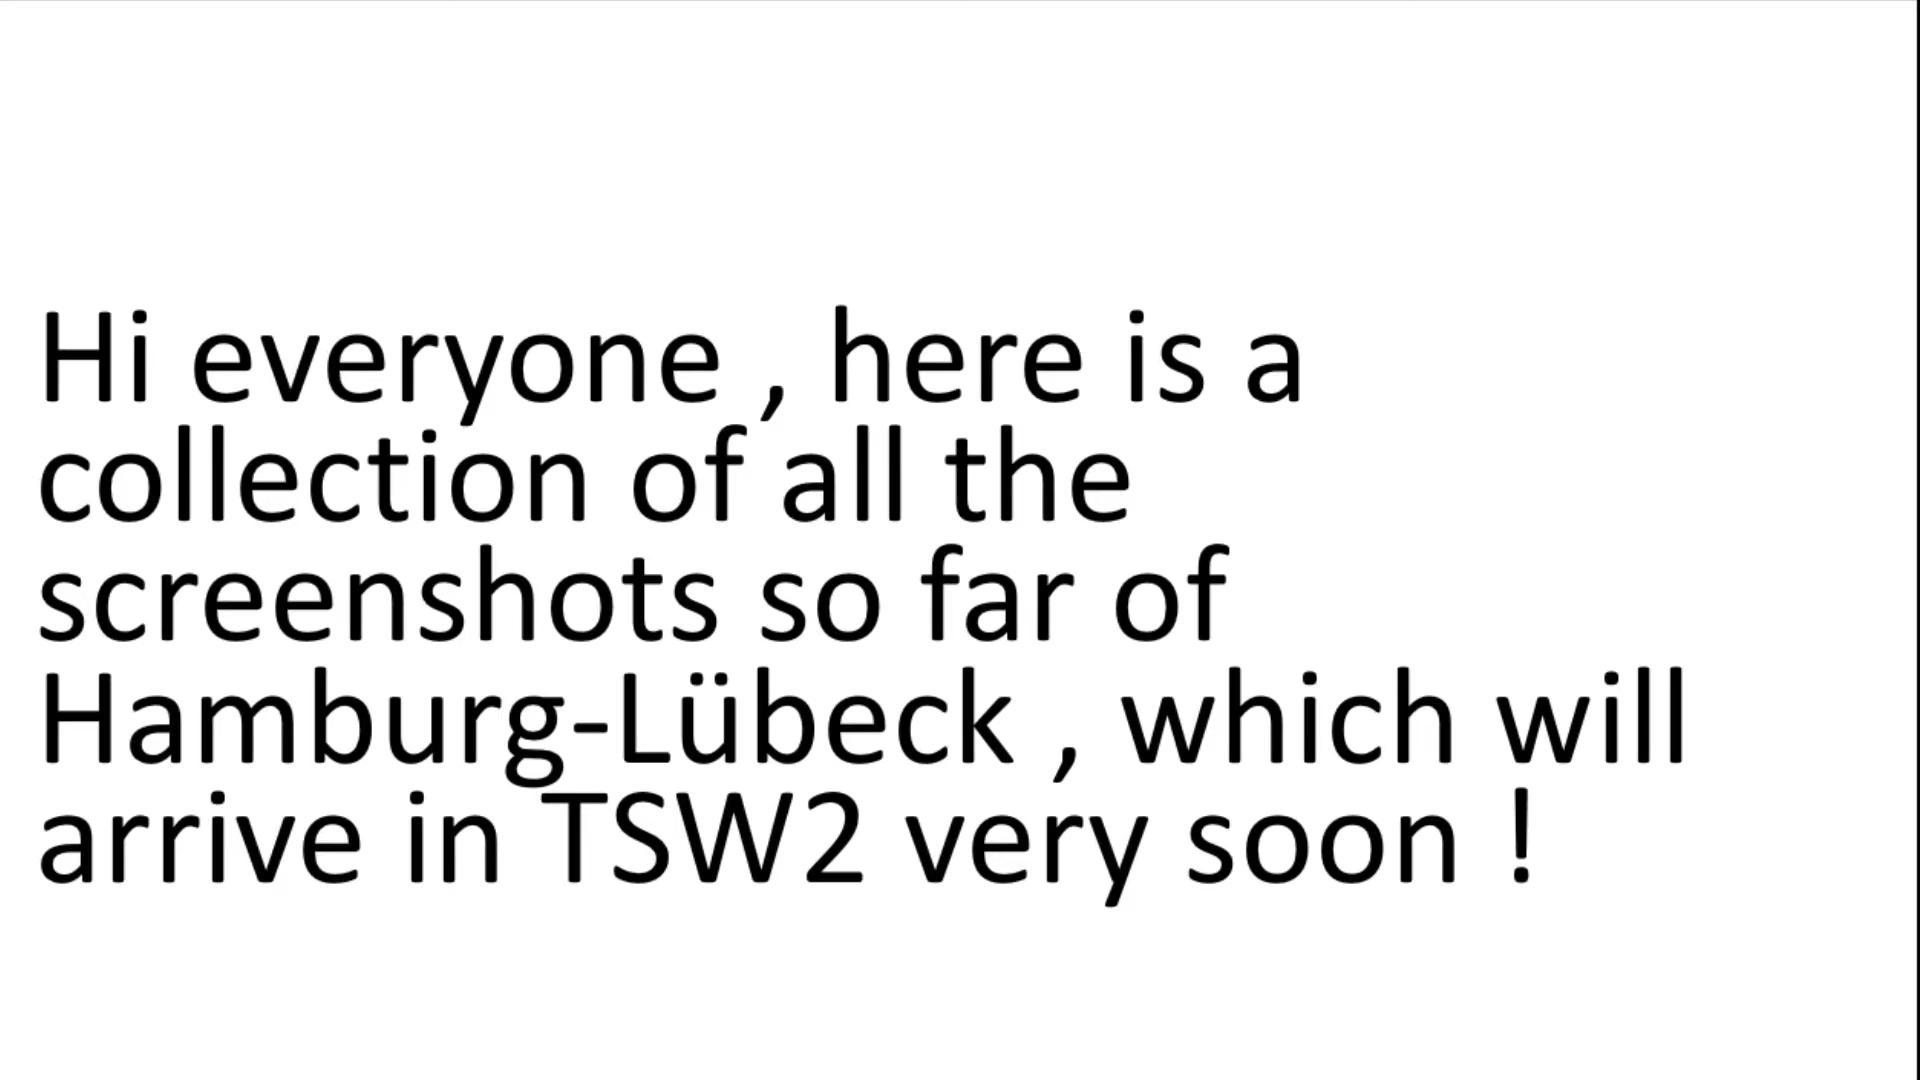 Hi everyone , here is a
collection of all the
screenshots so far of
Hamburg-Lübeck , which will
arrive in TSW2 very soon !